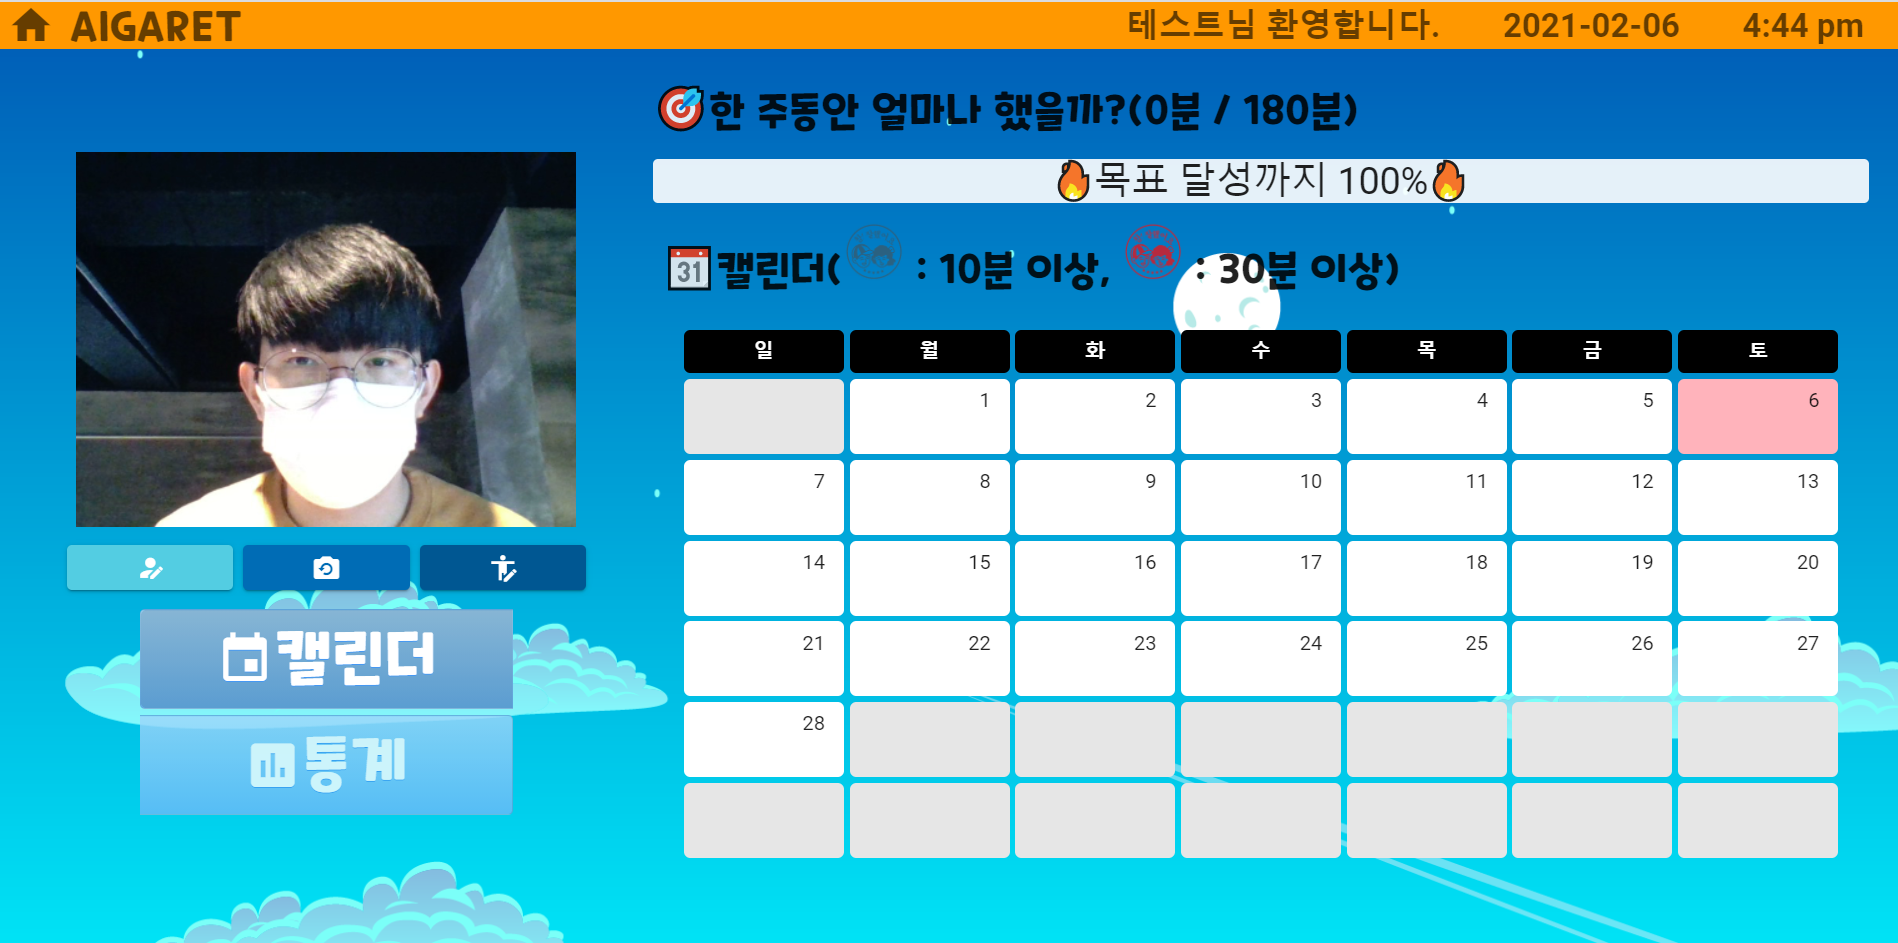 AIGARET 테스트님 환영합니다. 2021-02-06 4:44 pm
한 주동안 얼마나 했을까?(0분 / 180분)
목표 달성까지 100%
31 캘린더( : 10분 이상, : 30분 이상)
일 월 화 수 목 금 토
1 2 3 4 5 6
7 8 9 10 11 12 13
14 15 16 17 18 19 20
21 22 23 24 25 26 27
28
캘린더
통계